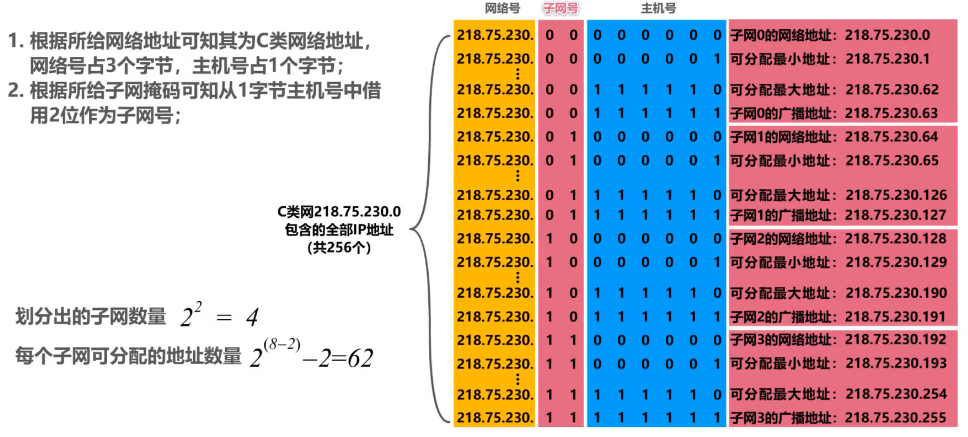 网络号 子网号 主机号
1. 根据所给网络地址可知其为C类网络地址，
网络号占3个字节，主机号占1个字节；
2. 根据所给子网掩码可知从1字节主机号中借
用2位作为子网号；
C类网218.75.230.0
包含的全部IP地址
(共256个)
划分出的子网数量 2^2 = 4
每个子网可分配的地址数量 2^(8−2)−2=62
218.75.230. 0 0 0 0 0 0 0 0 子网0的网络地址：218.75.230.0
218.75.230. 0 0 0 0 0 0 0 1 可分配最小地址：218.75.230.1
⋮ ⋮
218.75.230. 0 0 1 1 1 1 1 0 可分配最大地址：218.75.230.62
218.75.230. 0 0 1 1 1 1 1 1 子网0的广播地址：218.75.230.63
218.75.230. 0 1 0 0 0 0 0 0 子网1的网络地址：218.75.230.64
218.75.230. 0 1 0 0 0 0 0 1 可分配最小地址：218.75.230.65
⋮
218.75.230. 0 1 1 1 1 1 1 0 可分配最大地址：218.75.230.126
218.75.230. 0 1 1 1 1 1 1 1 子网1的广播地址：218.75.230.127
218.75.230. 1 0 0 0 0 0 0 0 子网2的网络地址：218.75.230.128
218.75.230. 1 0 0 0 0 0 0 1 可分配最小地址：218.75.230.129
⋮
218.75.230. 1 0 1 1 1 1 1 0 可分配最大地址：218.75.230.190
218.75.230. 1 0 1 1 1 1 1 1 子网2的广播地址：218.75.230.191
218.75.230. 1 1 0 0 0 0 0 0 子网3的网络地址：218.75.230.192
218.75.230. 1 1 0 0 0 0 0 1 可分配最小地址：218.75.230.193
⋮
218.75.230. 1 1 1 1 1 1 1 0 可分配最大地址：218.75.230.254
218.75.230. 1 1 1 1 1 1 1 1 子网3的广播地址：218.75.230.255